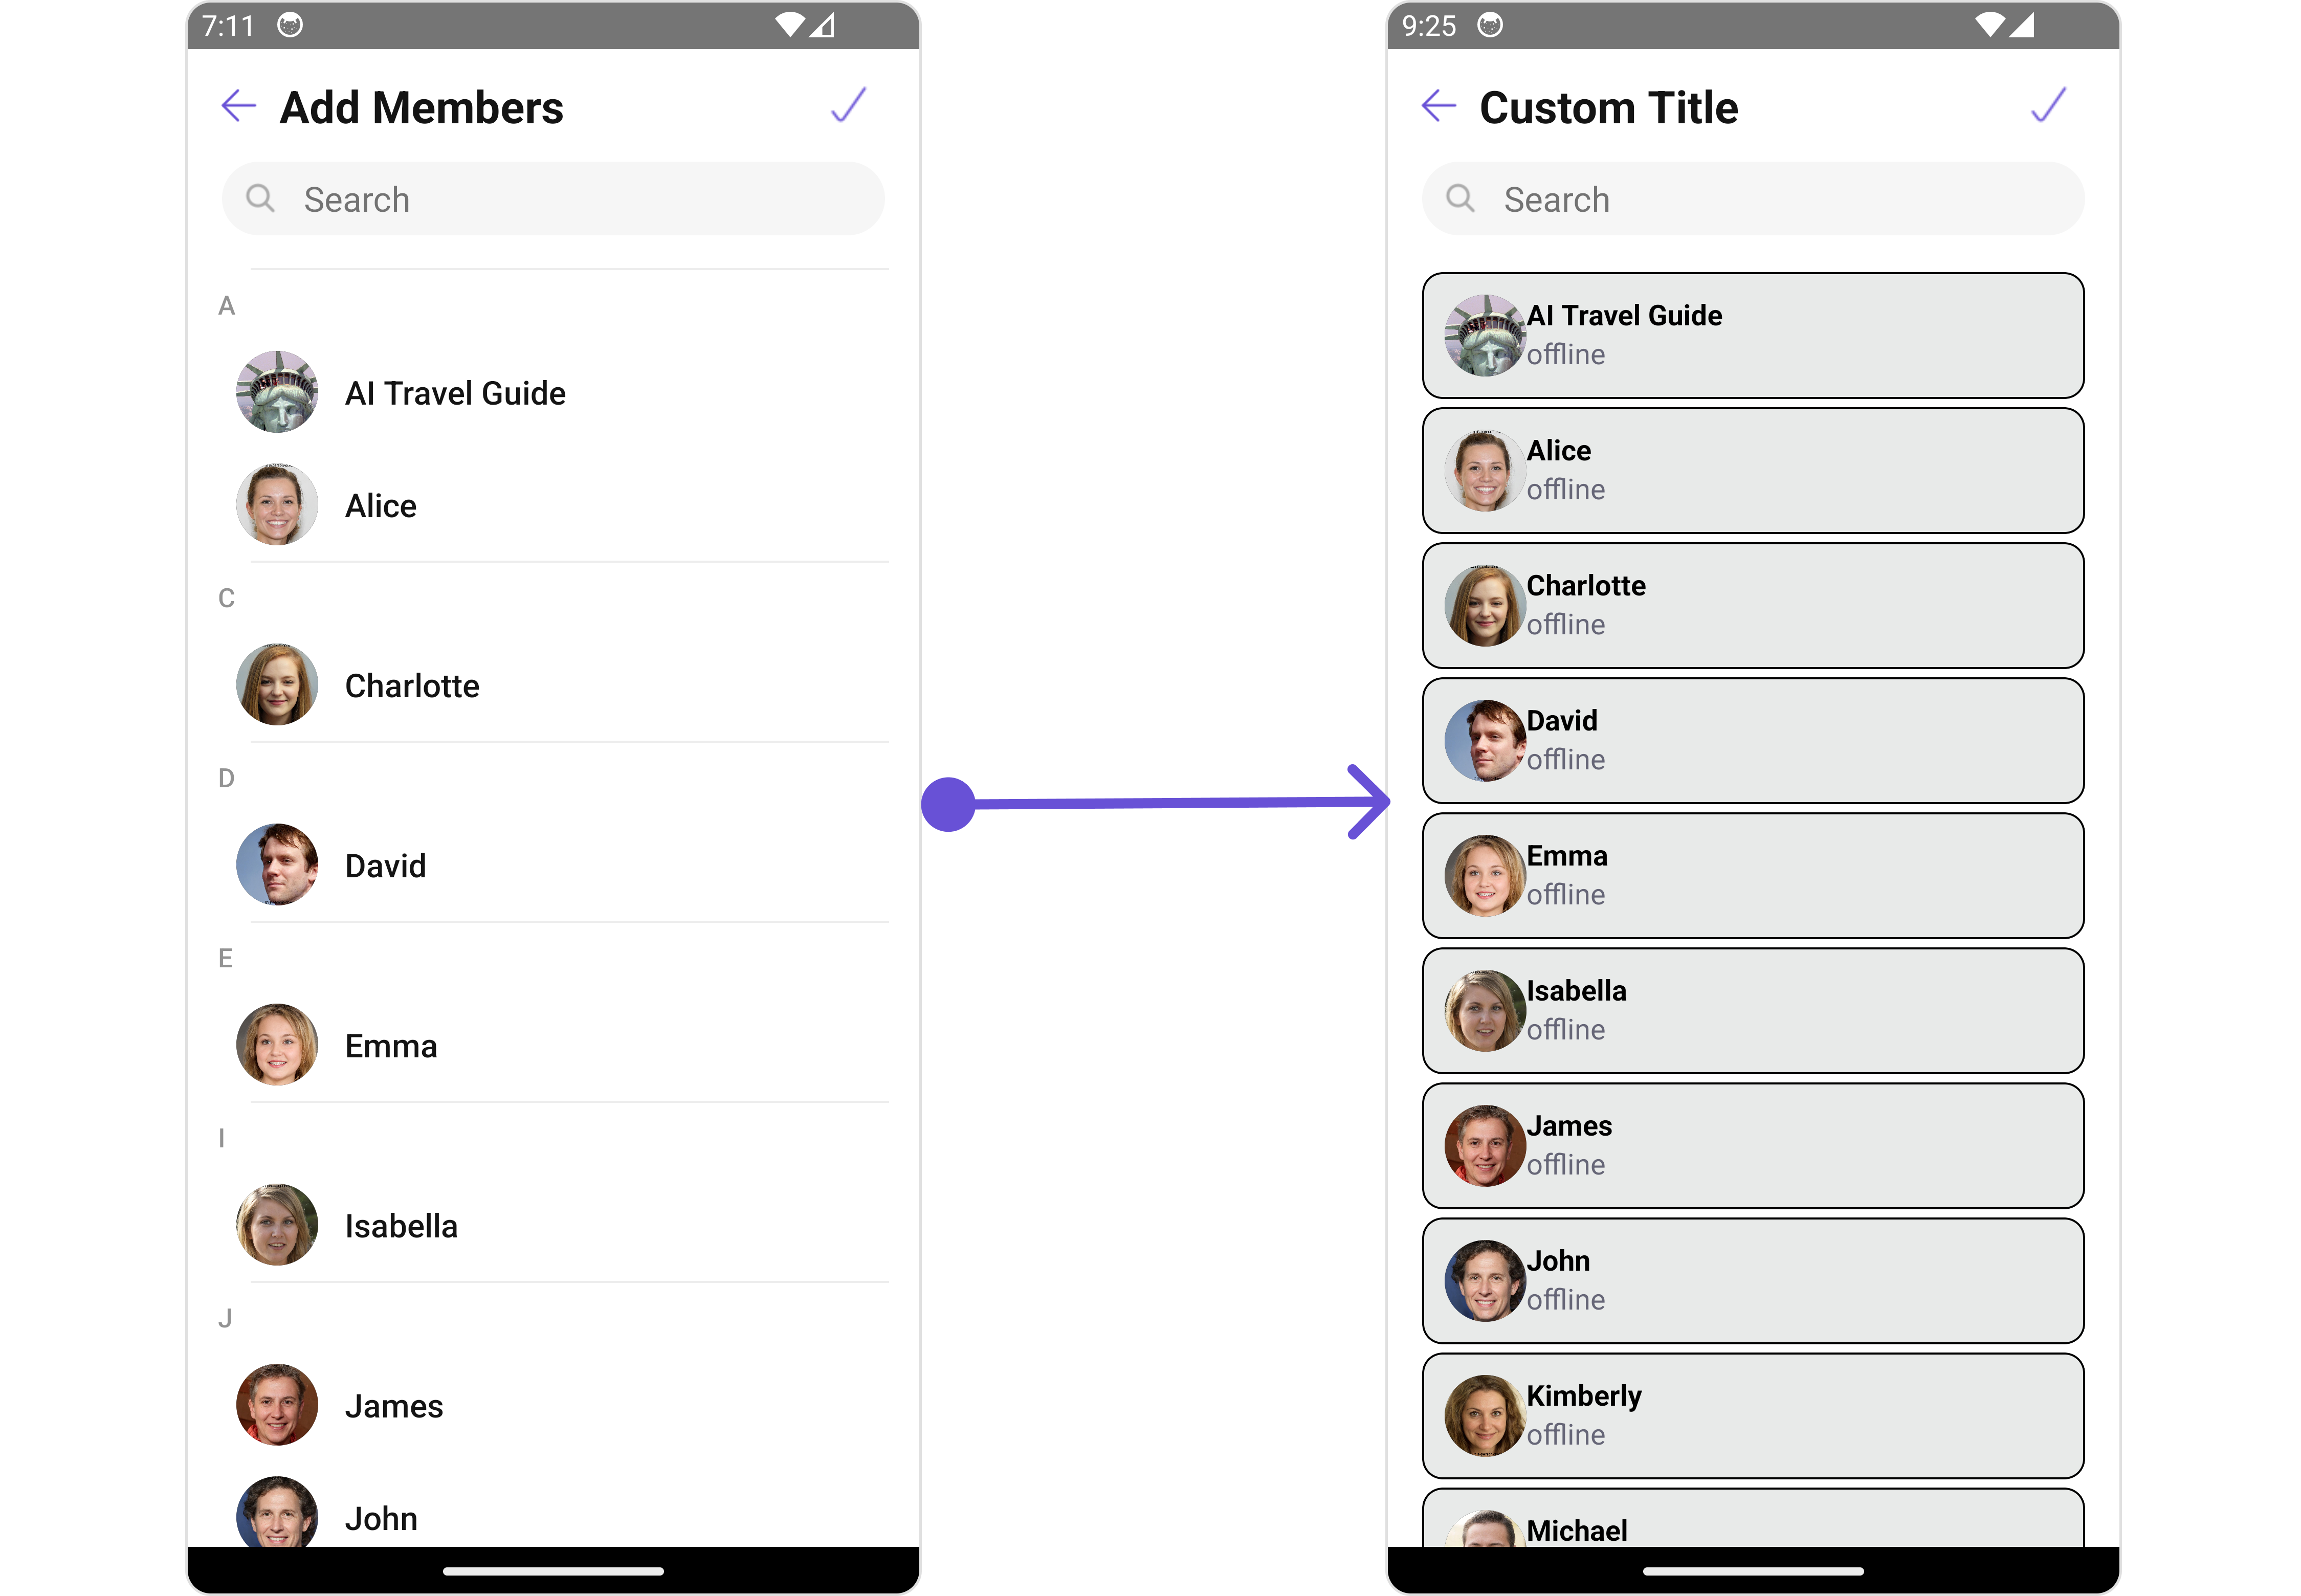 7:11
Add Members
Search
A
AI Travel Guide
Alice
C
Charlotte
D
David
E
Emma
I
Isabella
J
James
John
9:25
Custom Title
Search
AI Travel Guide
offline
Alice
offline
Charlotte
offline
David
offline
Emma
offline
Isabella
offline
James
offline
John
offline
Kimberly
offline
Michael